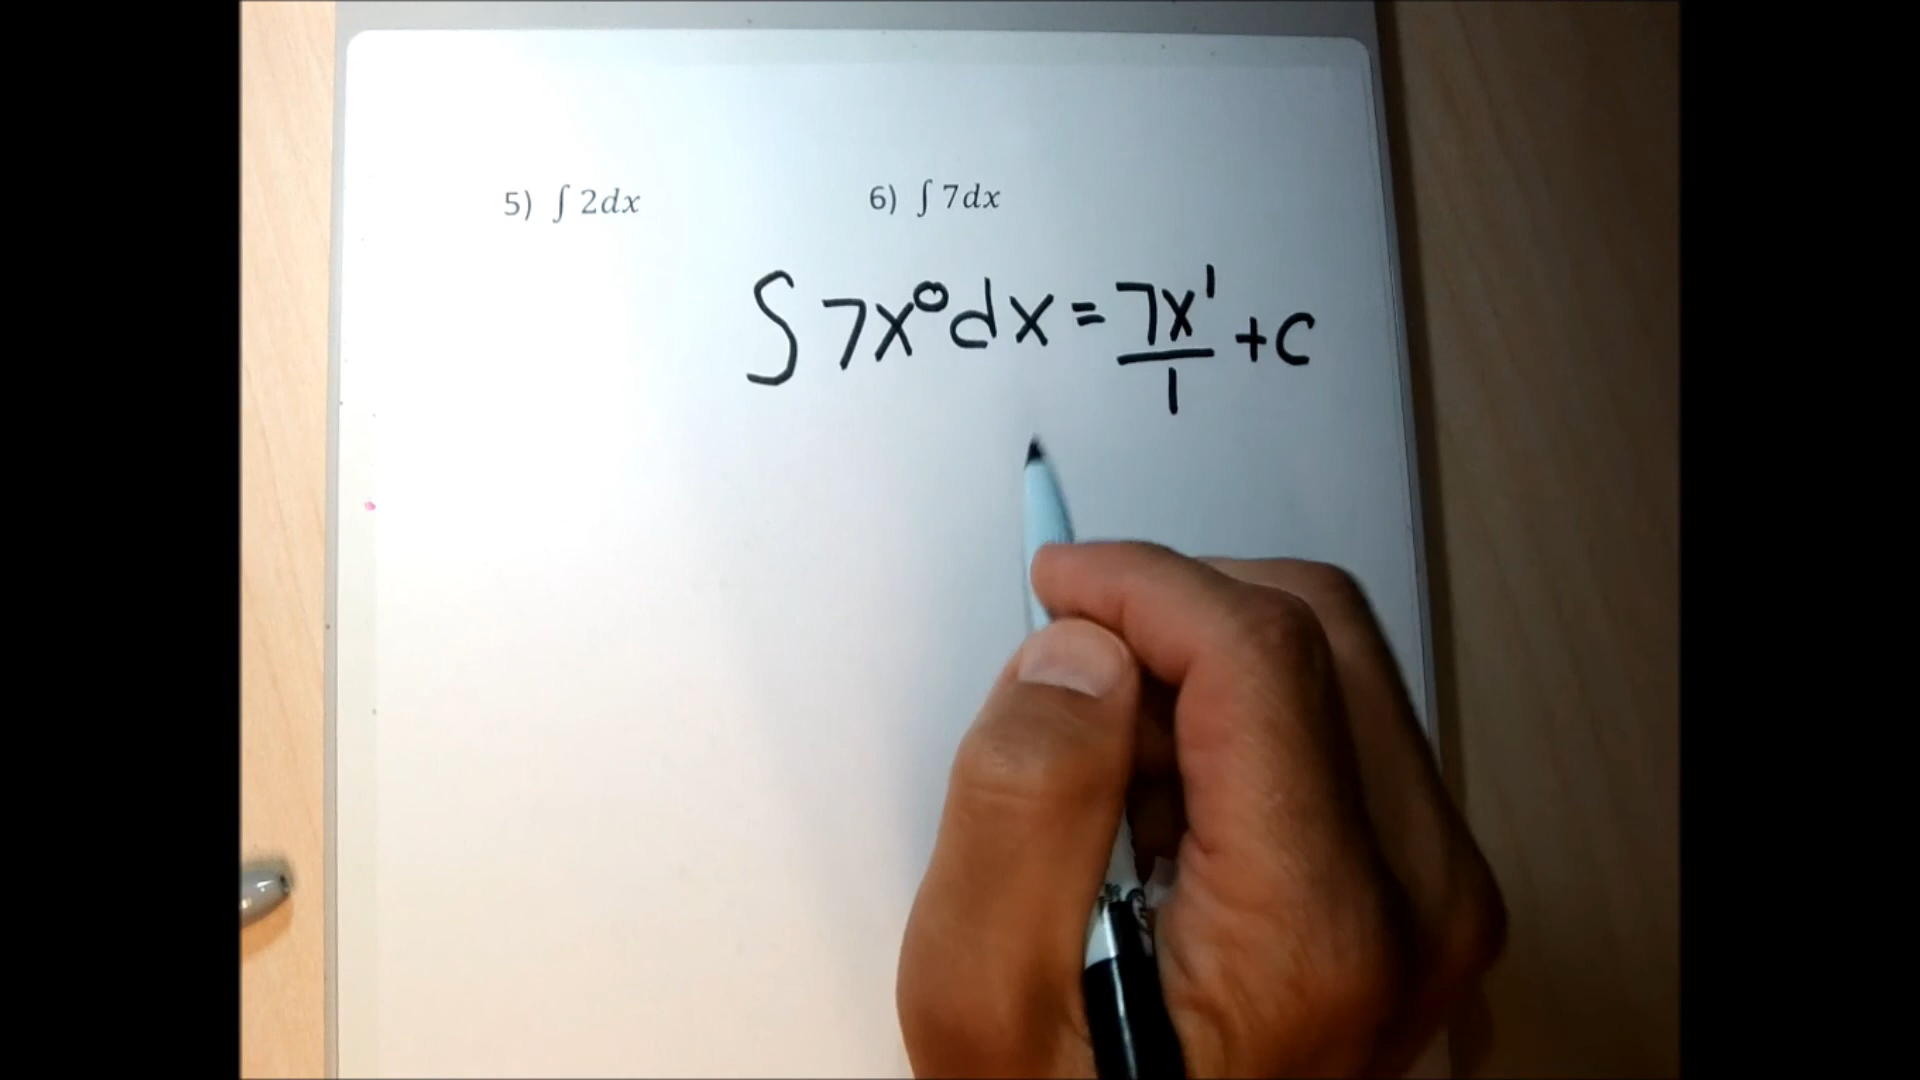 5) ∫ 2dx 6) ∫ 7dx
∫ 7x⁰dx = 7x¹/1 + c